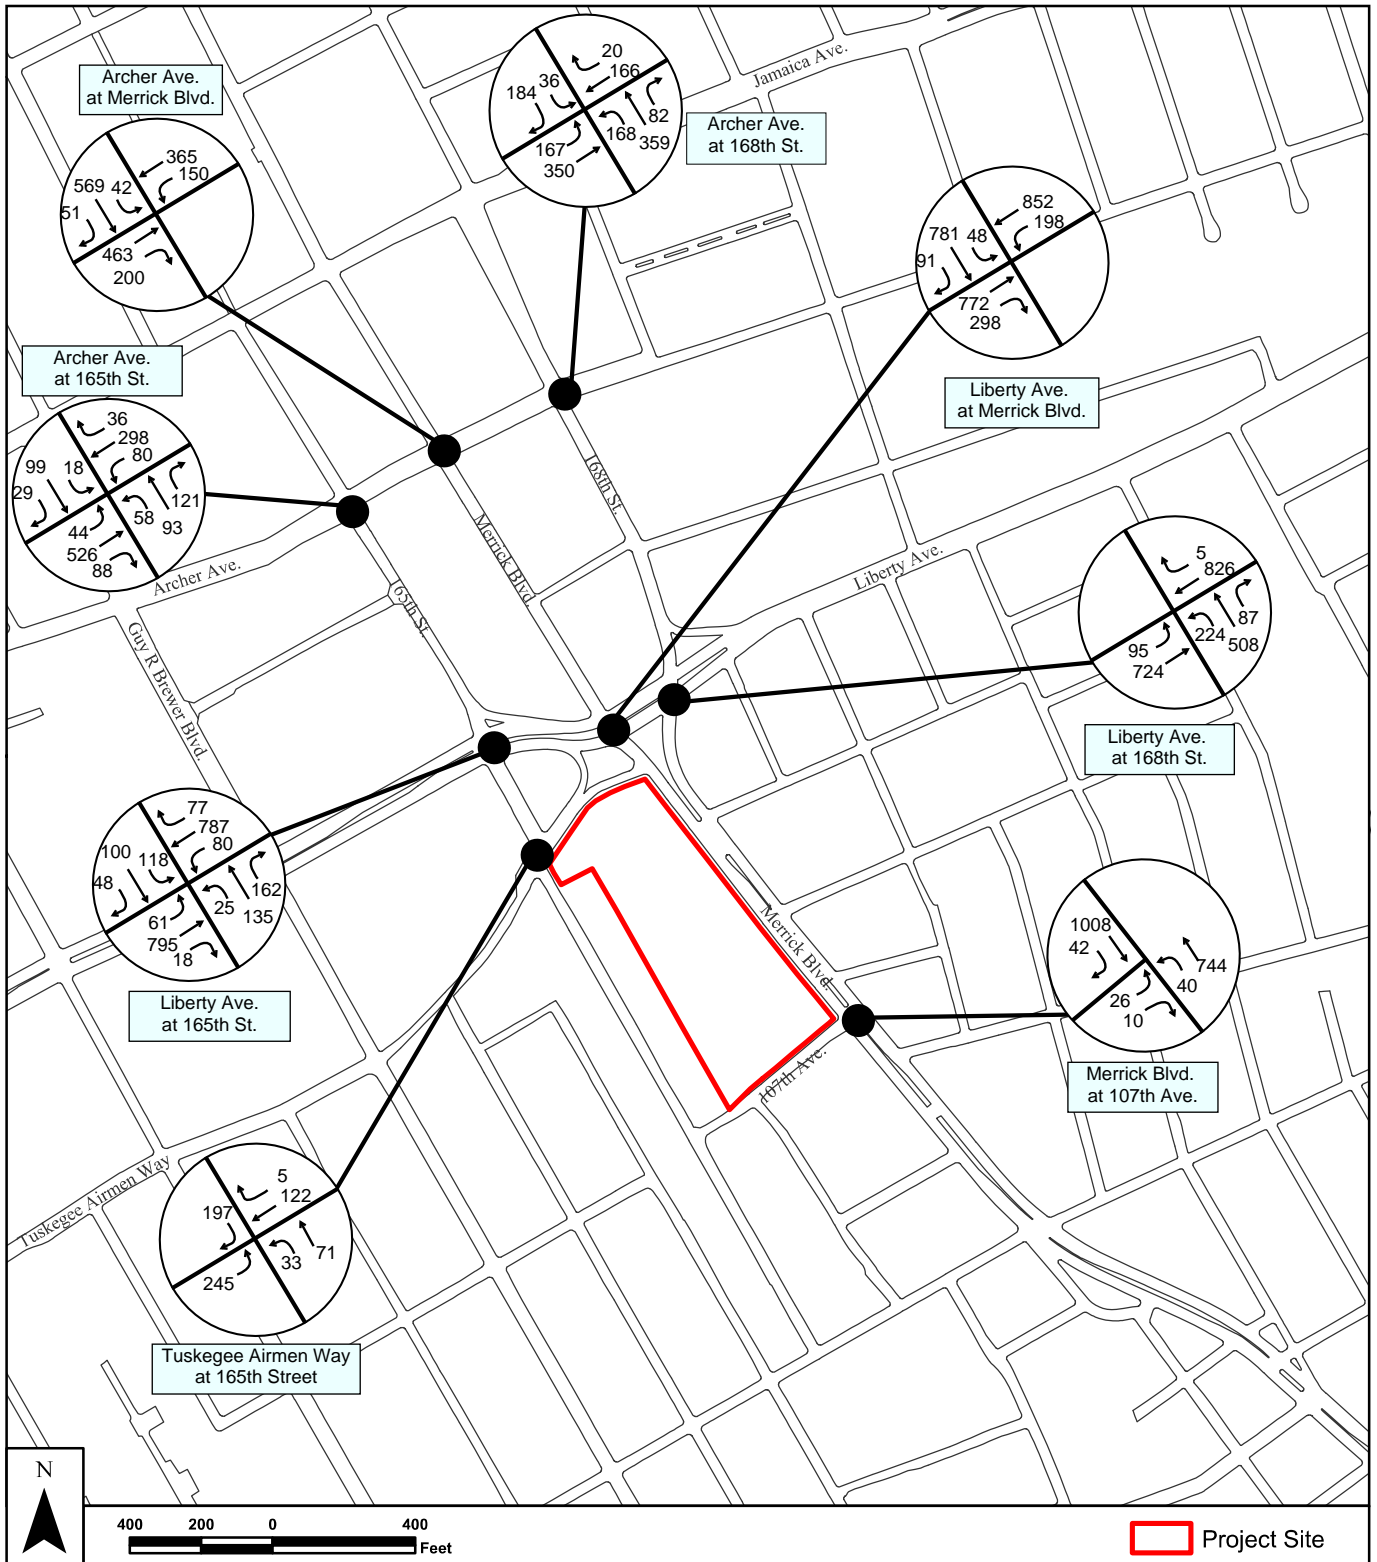 Jamaica Ave.
Archer Ave.
at Merrick Blvd.
365
150
569
42
51
463
200
20
166
184
36
82
168
359
167
350
Archer Ave.
at 168th St.
852
198
781
48
91
772
298
Liberty Ave.
at Merrick Blvd.
Archer Ave.
at 165th St.
36
298
80
99
18
29
121
58
93
44
526
88
168th St.
Merrick Blvd.
Archer Ave.
165th St.
Liberty Ave.
Guy R Brewer Blvd.
5
826
87
224
508
95
724
Liberty Ave.
at 168th St.
77
787
80
100
118
48
162
25
135
61
795
18
Liberty Ave.
at 165th St.
Merrick Blvd.
1008
42
744
40
26
10
Merrick Blvd.
at 107th Ave.
107th Ave.
Tuskegee Airmen Way
5
122
197
71
33
245
Tuskegee Airmen Way
at 165th Street
N
400 200 0 400
Feet
Project Site